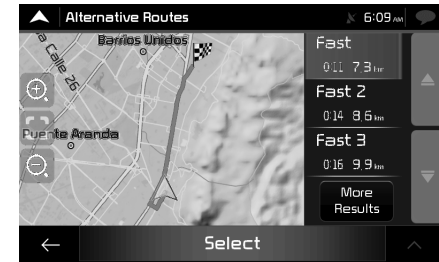 Alternative Routes
6:09 AM
Barrios Unidos
Calle 26
Puente Aranda
Fast
0:11 7,3 km
Fast 2
0:14 8,6 km
Fast 3
0:16 9,9 km
More
Results
Select